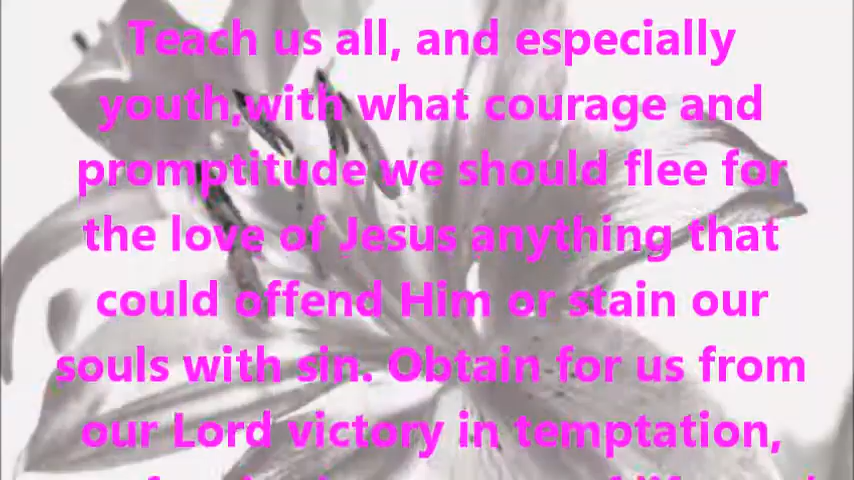 Teach us all, and especially
youth,with what courage and
promptitude we should flee for
the love of Jesus anything that
could offend Him or stain our
souls with sin. Obtain for us from
our Lord victory in temptation,